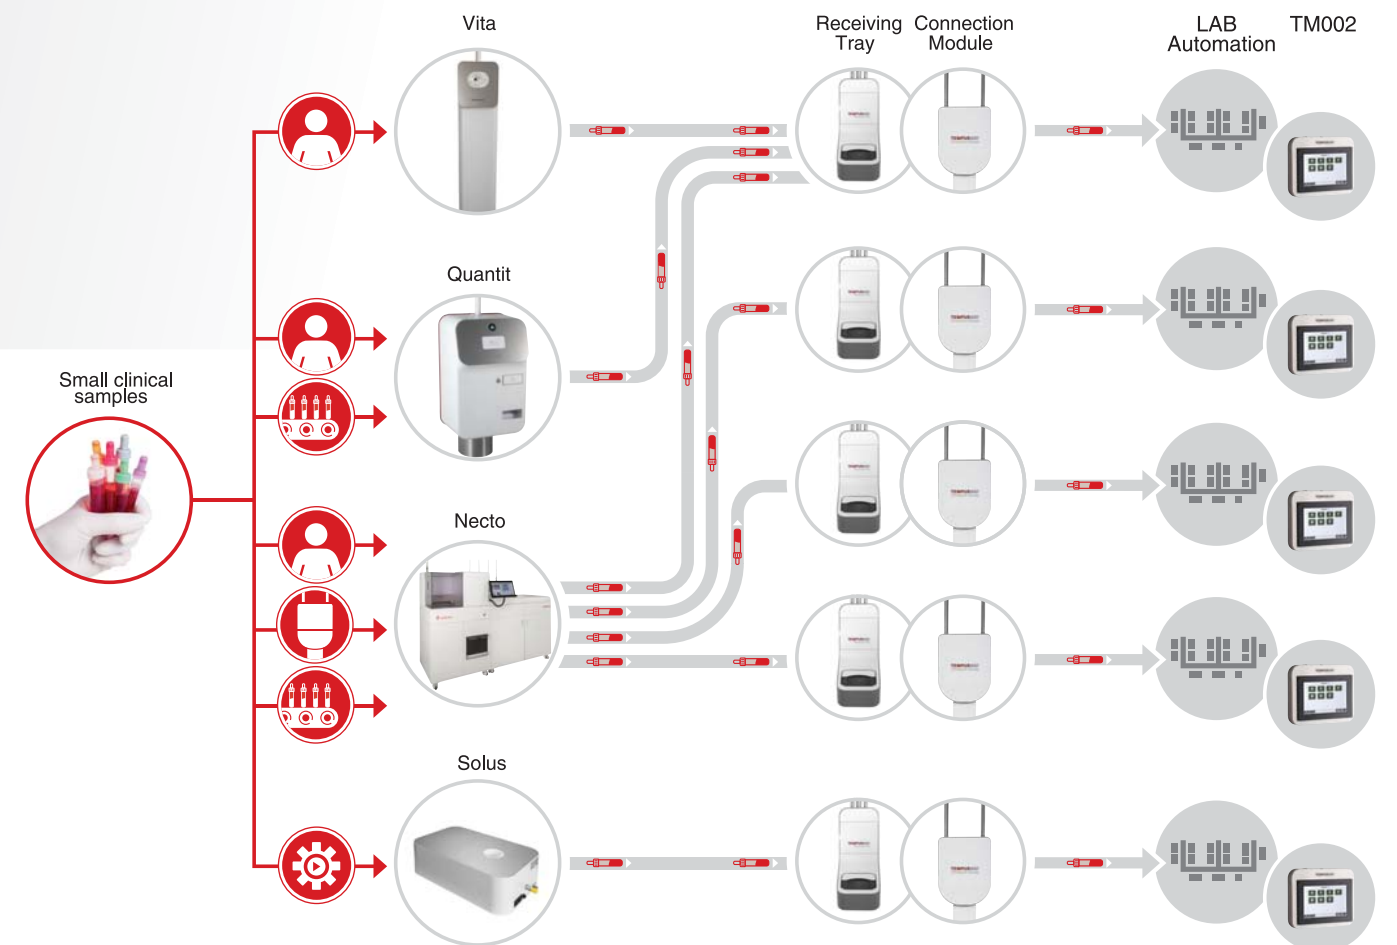 Vita
Receiving
Tray
Connection
Module
LAB
Automation
TM002
Quantit
Small clinical
samples
Necto
Solus